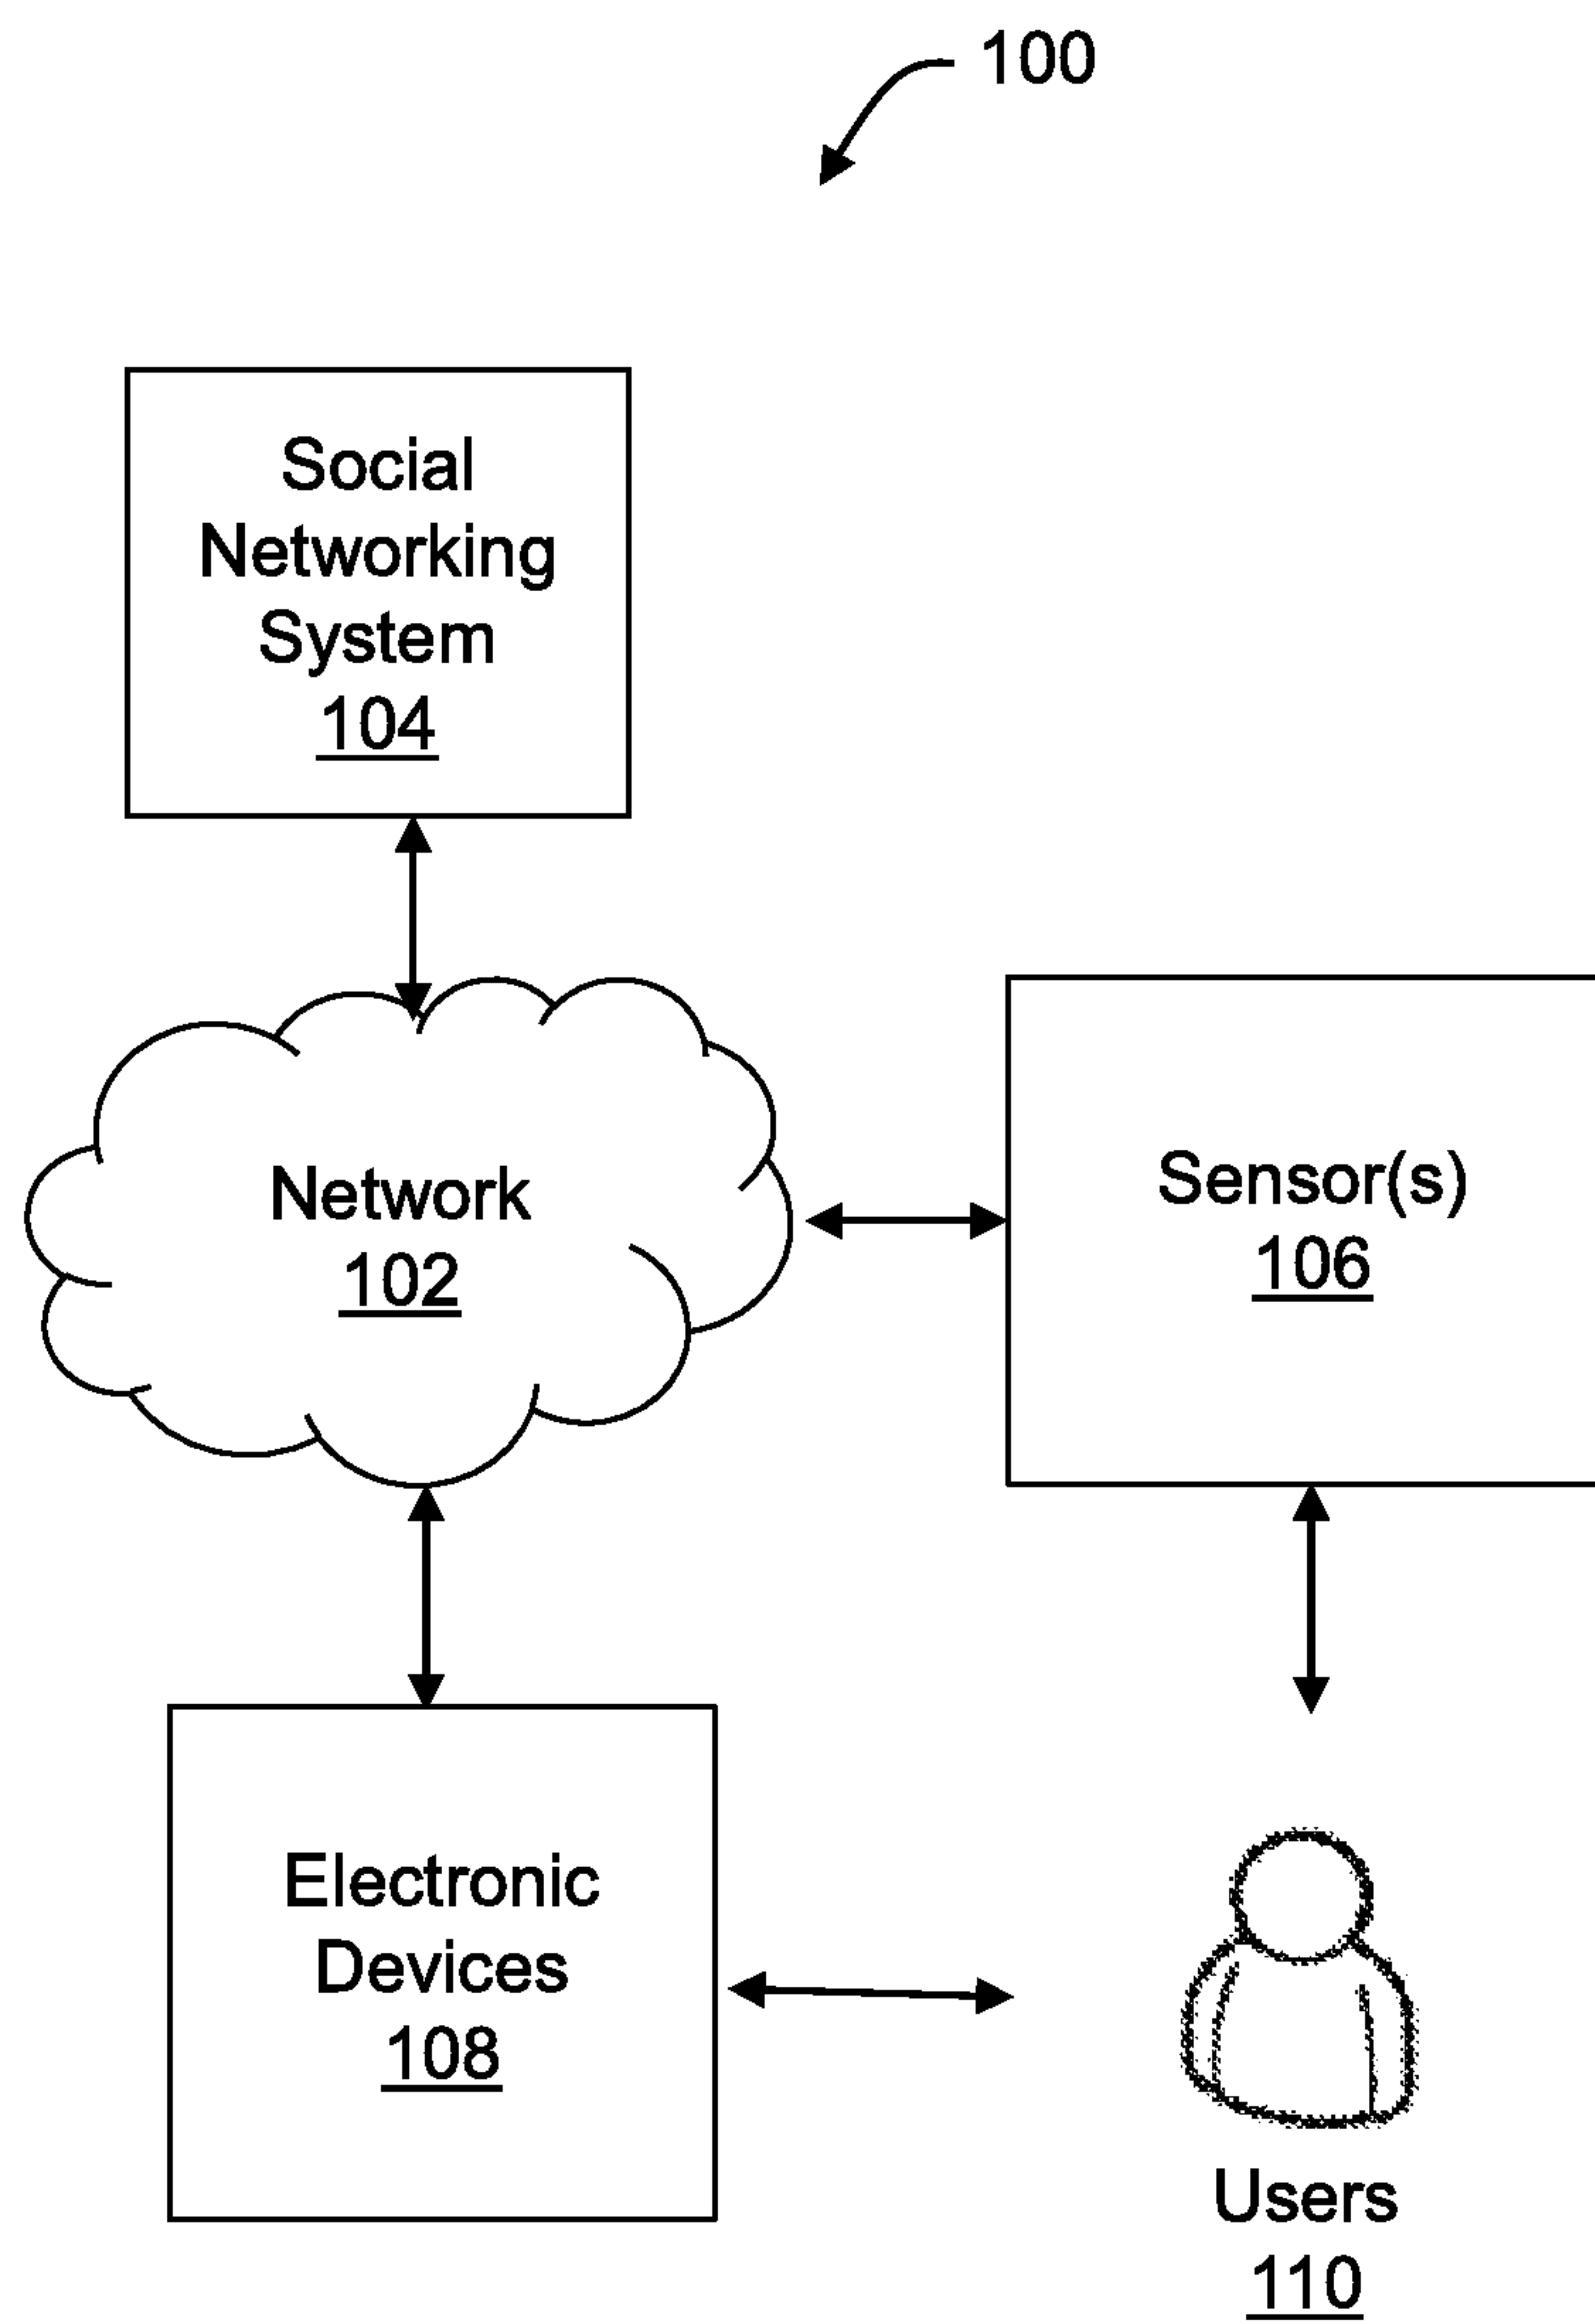 100
Social
Networking
System
104
Network
102
Sensor(s)
106
Electronic
Devices
108
Users
110